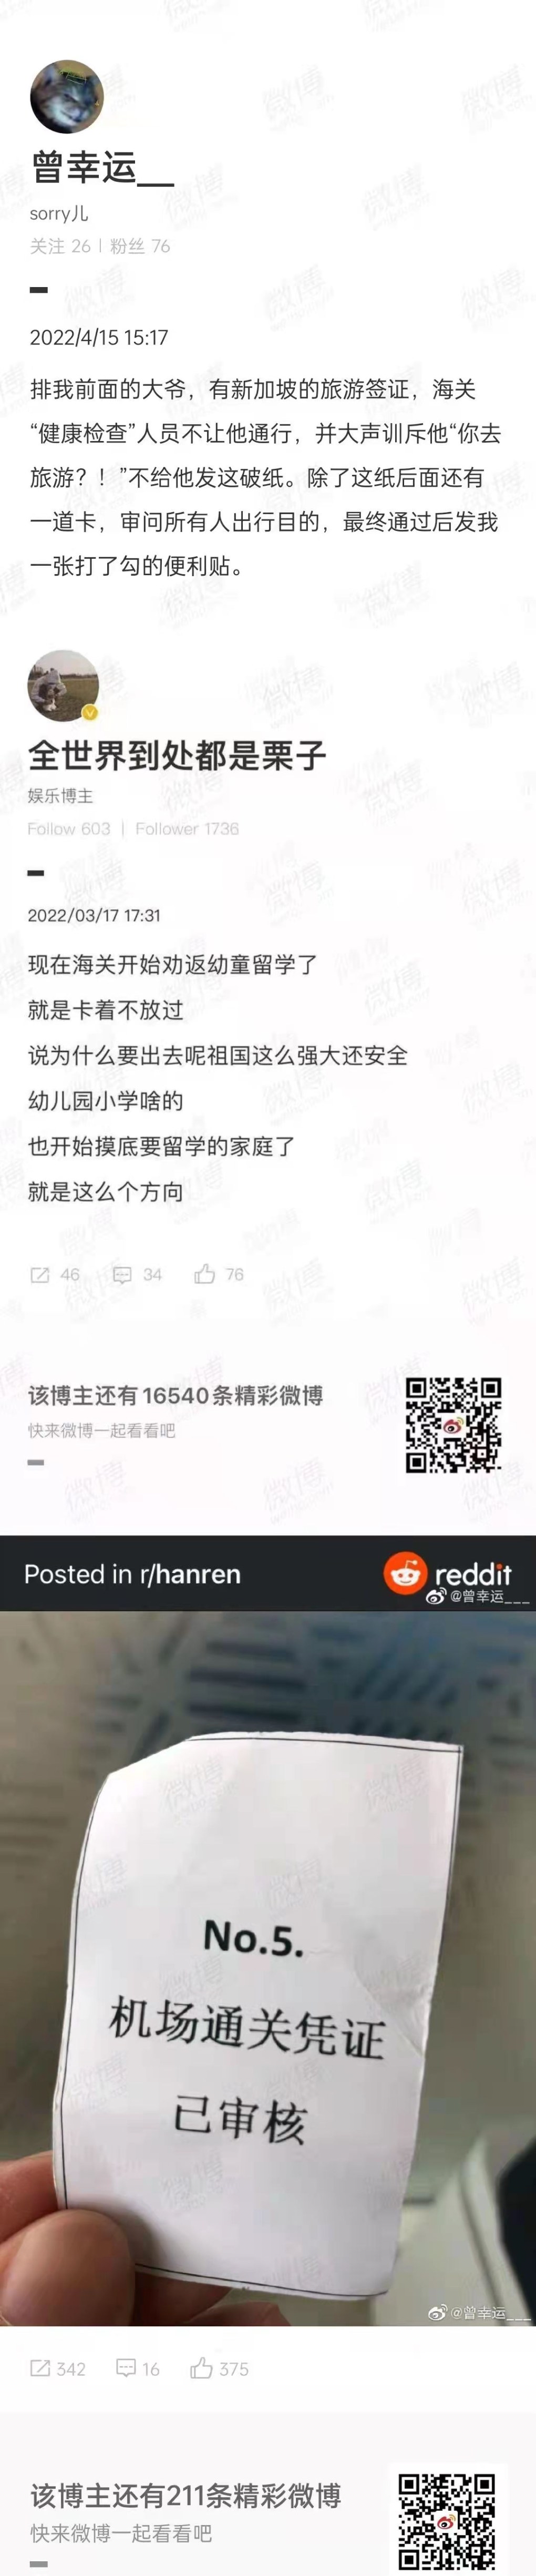 曾幸运__
sorry儿
关注 26 | 粉丝 76
2022/4/15 15:17
排我前面的大爷，有新加坡的旅游签证，海关
“健康检查”人员不让他通行，并大声训斥他“你去
旅游？！”不给他发这破纸。除了这纸后面还有
一道卡，审问所有人出行目的，最终通过后发我
一张打了勾的便利贴。
全世界到处都是栗子
娱乐博主
Follow 603 | Follower 1736
2022/03/17 17:31
现在海关开始劝返幼童留学了
就是卡着不放过
说为什么要出去呢祖国这么强大还安全
幼儿园小学啥的
也开始摸底要留学的家庭了
就是这么个方向
46 34 76
该博主还有16540条精彩微博
快来微博一起看看吧
Posted in r/hanren
reddit
@曾幸运___
No.5.
机场通关凭证
已审核
@曾幸运___
342 16 375
该博主还有211条精彩微博
快来微博一起看看吧